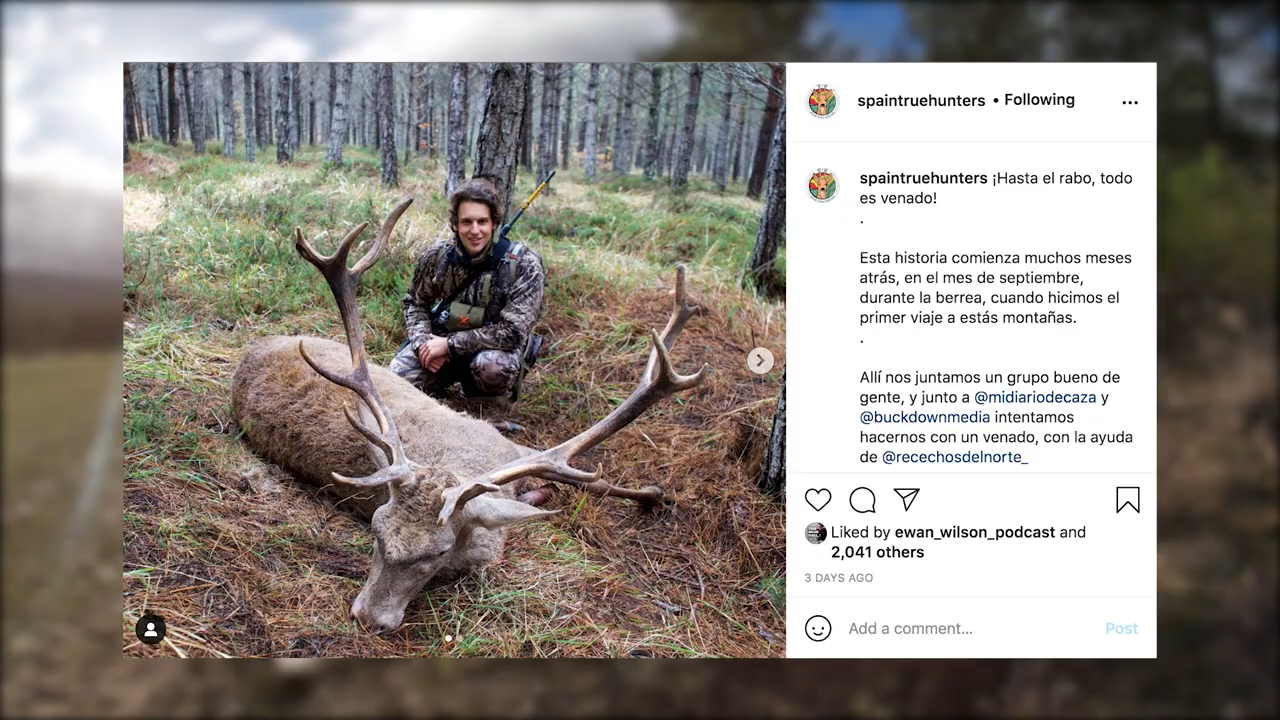 spaintruehunters • Following
spaintruehunters ¡Hasta el rabo, todo
es venado!
.
Esta historia comienza muchos meses
atrás, en el mes de septiembre,
durante la berrea, cuando hicimos el
primer viaje a estás montañas.
.
Allí nos juntamos un grupo bueno de
gente, y junto a @midiariodecaza y
@buckdownmedia intentamos
hacernos con un venado, con la ayuda
de @recechosdelnorte_
Liked by ewan_wilson_podcast and
2,041 others
3 DAYS AGO
Add a comment...
Post